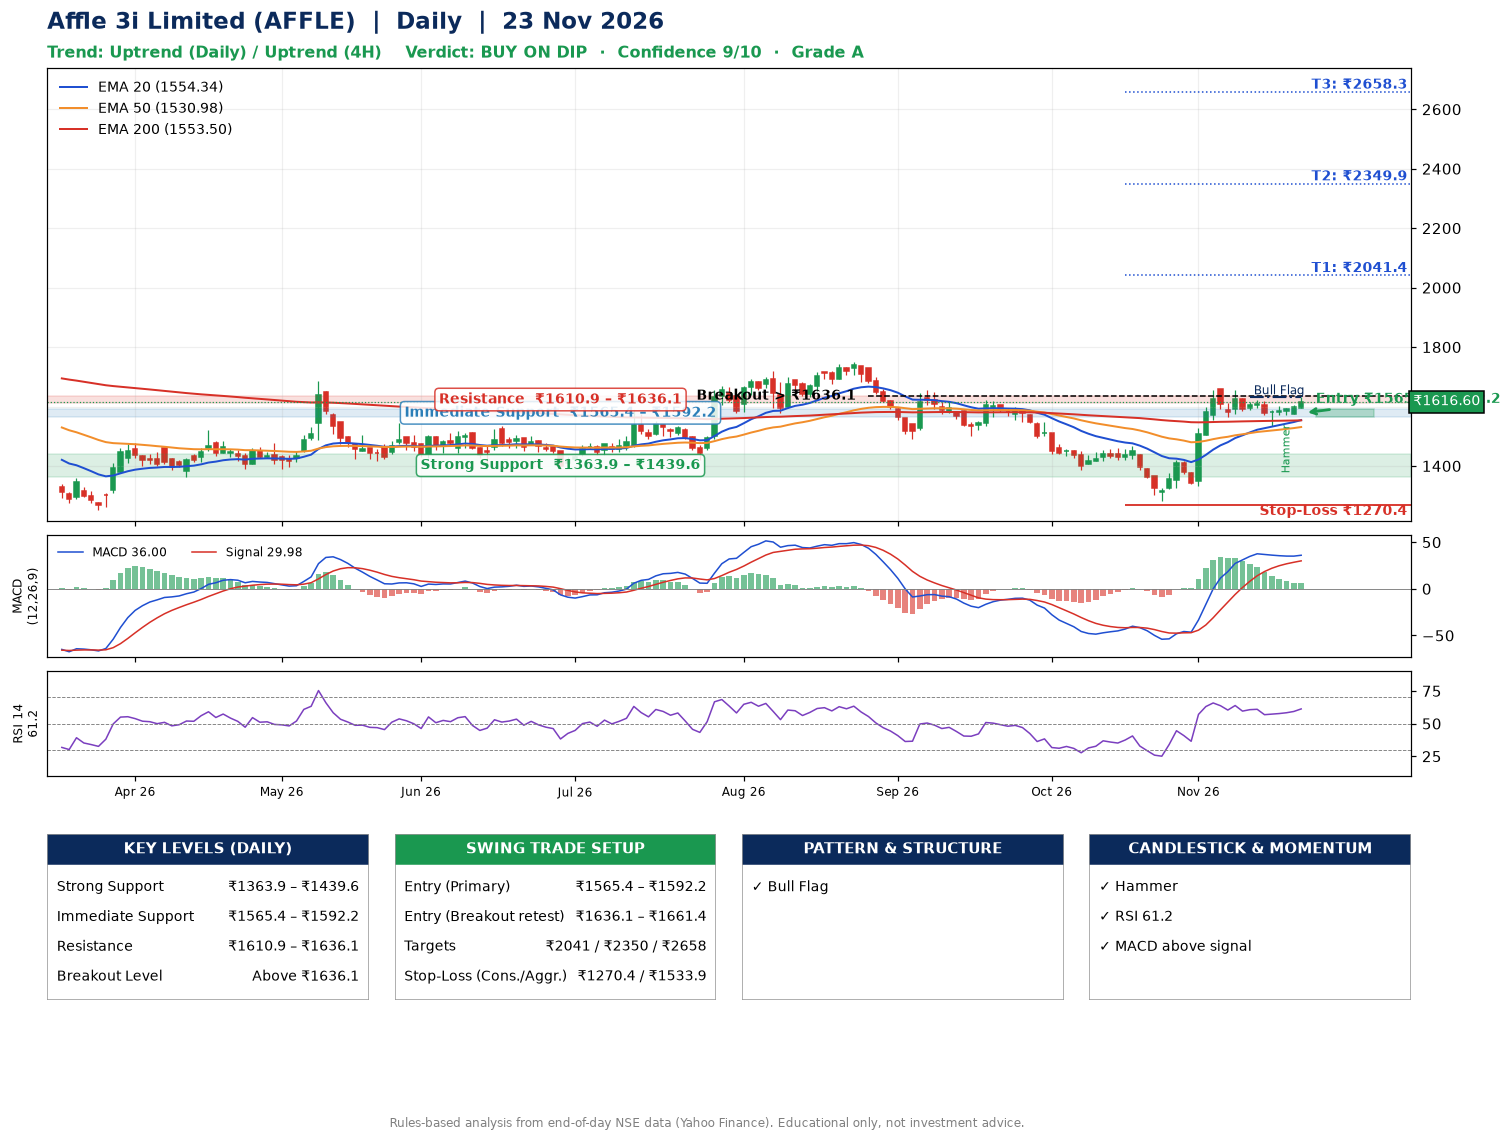 Affle 3i Limited (AFFLE) | Daily | 23 Nov 2026
Trend: Uptrend (Daily) / Uptrend (4H) Verdict: BUY ON DIP · Confidence 9/10 · Grade A
EMA 20 (1554.34)
EMA 50 (1530.98)
EMA 200 (1553.50)
T3: ₹2658.3
T2: ₹2349.9
T1: ₹2041.4
2600
2400
2200
2000
1800
1400
Bull Flag
Breakout > ₹1636.1
Resistance ₹1610.9 – ₹1636.1
Immediate Support ₹1565.4 – ₹1592.2
Strong Support ₹1363.9 – ₹1439.6
₹1616.60
Hammer
Stop-Loss ₹1270.4
MACD 36.00
Signal 29.98
MACD
(12,26,9)
50
0
−50
RSI 14
61.2
75
50
25
Apr 26 May 26 Jun 26 Jul 26 Aug 26 Sep 26 Oct 26 Nov 26
KEY LEVELS (DAILY)
Strong Support ₹1363.9 – ₹1439.6
Immediate Support ₹1565.4 – ₹1592.2
Resistance ₹1610.9 – ₹1636.1
Breakout Level Above ₹1636.1
SWING TRADE SETUP
Entry (Primary) ₹1565.4 – ₹1592.2
Entry (Breakout retest) ₹1636.1 – ₹1661.4
Targets ₹2041 / ₹2350 / ₹2658
Stop-Loss (Cons./Aggr.) ₹1270.4 / ₹1533.9
PATTERN & STRUCTURE
✓ Bull Flag
CANDLESTICK & MOMENTUM
✓ Hammer
✓ RSI 61.2
✓ MACD above signal
Rules-based analysis from end-of-day NSE data (Yahoo Finance). Educational only, not investment advice.